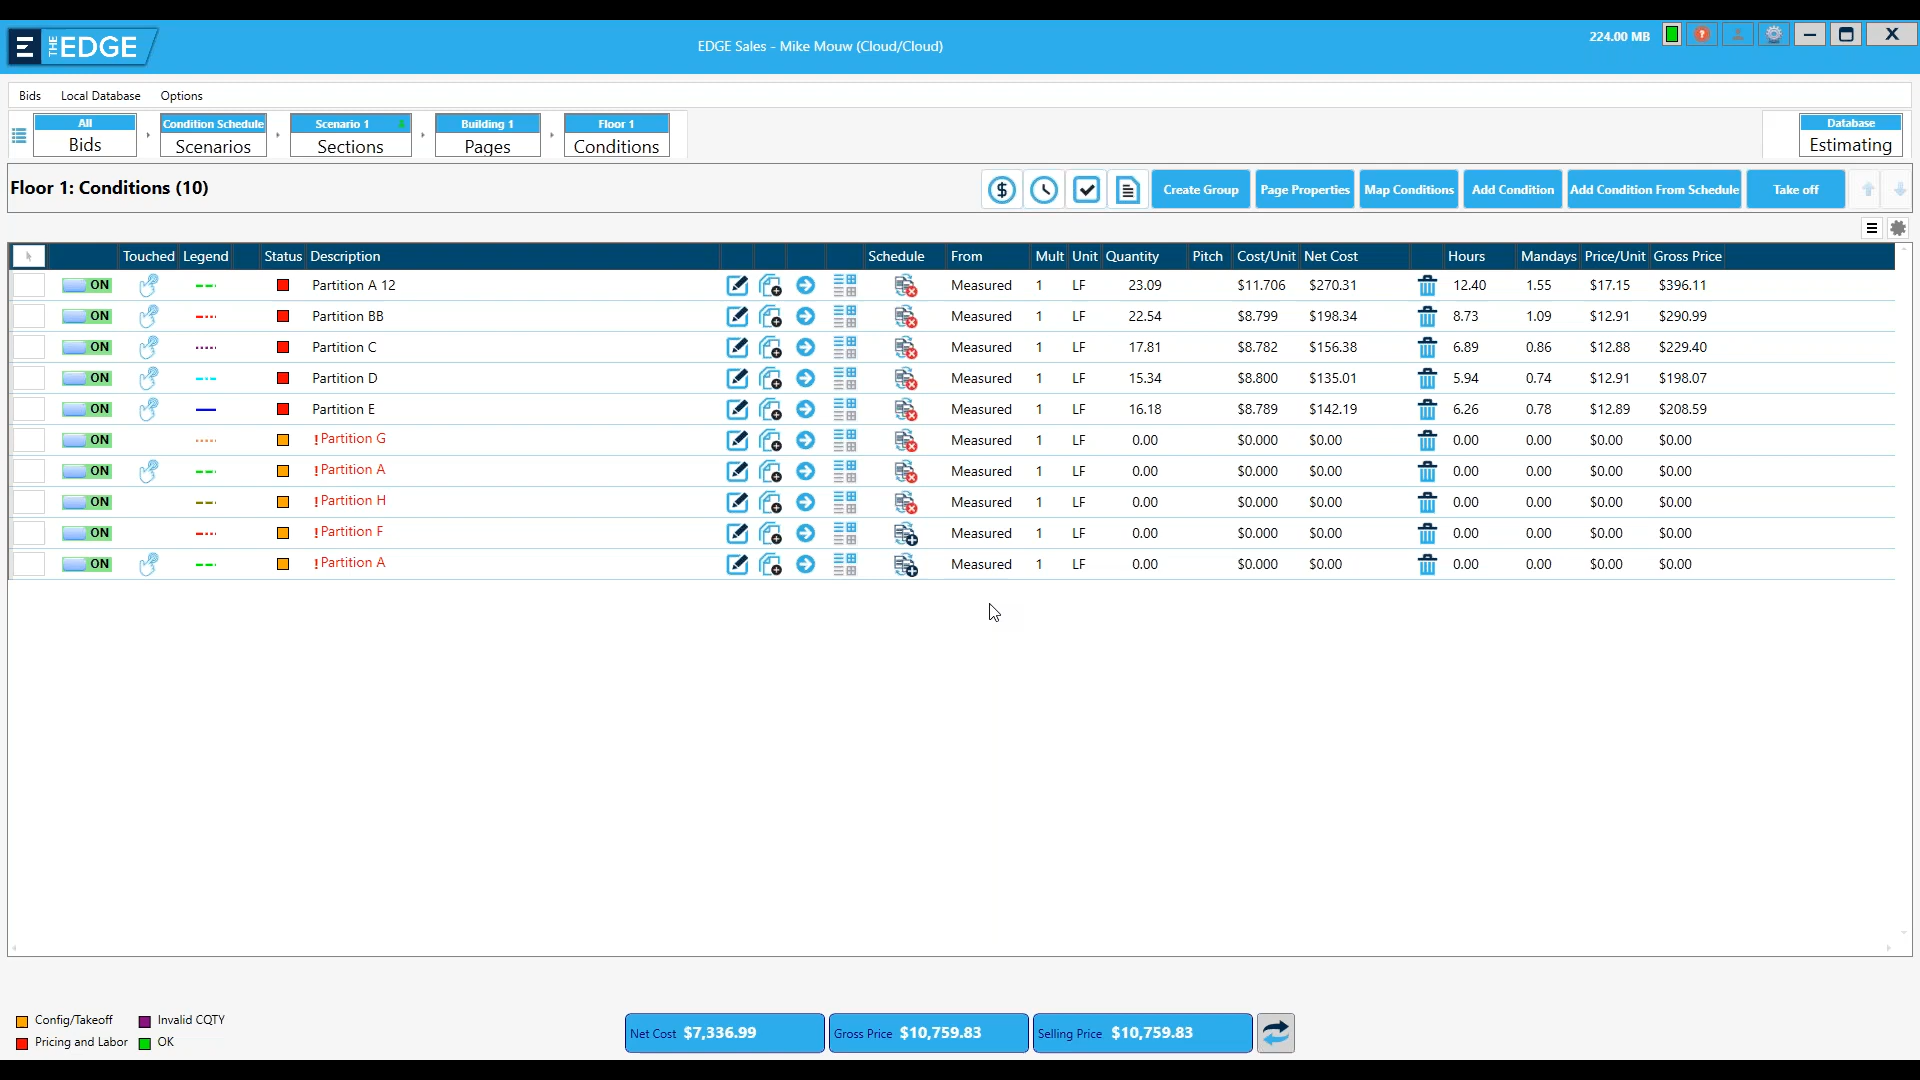 E THE EDGE
EDGE Sales - Mike Mouw (Cloud/Cloud)
224.00 MB ? X
Bids Local Database Options
All Condition Schedule Scenario 1 Building 1 Floor 1 Database
Bids Scenarios Sections Pages Conditions Estimating
Floor 1: Conditions (10) $ Create Group Page Properties Map Conditions Add Condition Add Condition From Schedule Take off
Touched Legend Status Description Schedule From Mult Unit Quantity Pitch Cost/Unit Net Cost Hours Mandays Price/Unit Gross Price
ON Partition A 12 Measured 1 LF 23.09 $11.706 $270.31 12.40 1.55 $17.15 $396.11
ON Partition BB Measured 1 LF 22.54 $8.799 $198.34 8.73 1.09 $12.91 $290.99
ON Partition C Measured 1 LF 17.81 $8.782 $156.38 6.89 0.86 $12.88 $229.40
ON Partition D Measured 1 LF 15.34 $8.800 $135.01 5.94 0.74 $12.91 $198.07
ON Partition E Measured 1 LF 16.18 $8.789 $142.19 6.26 0.78 $12.89 $208.59
ON !Partition G Measured 1 LF 0.00 $0.000 $0.00 0.00 0.00 $0.00 $0.00
ON !Partition A Measured 1 LF 0.00 $0.000 $0.00 0.00 0.00 $0.00 $0.00
ON !Partition H Measured 1 LF 0.00 $0.000 $0.00 0.00 0.00 $0.00 $0.00
ON !Partition F Measured 1 LF 0.00 $0.000 $0.00 0.00 0.00 $0.00 $0.00
ON !Partition A Measured 1 LF 0.00 $0.000 $0.00 0.00 0.00 $0.00 $0.00
Config/Takeoff Invalid CQTY
Pricing and Labor OK
Net Cost $7,336.99 Gross Price $10,759.83 Selling Price $10,759.83